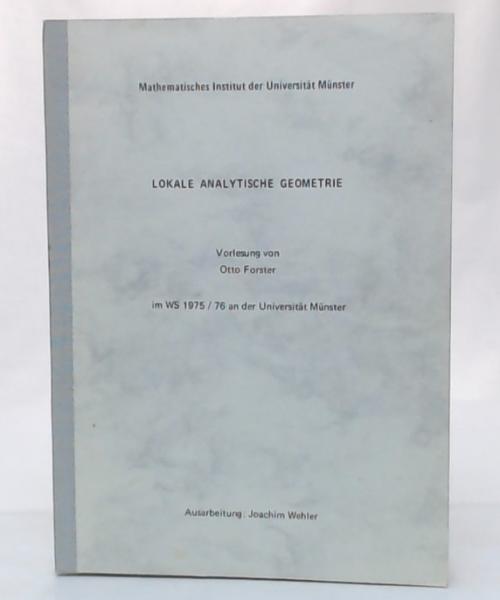 Mathematisches Institut der Universität Münster
LOKALE ANALYTISCHE GEOMETRIE
Vorlesung von
Otto Forster
im WS 1975 / 76 an der Universität Münster
Ausarbeitung: Joachim Wehler